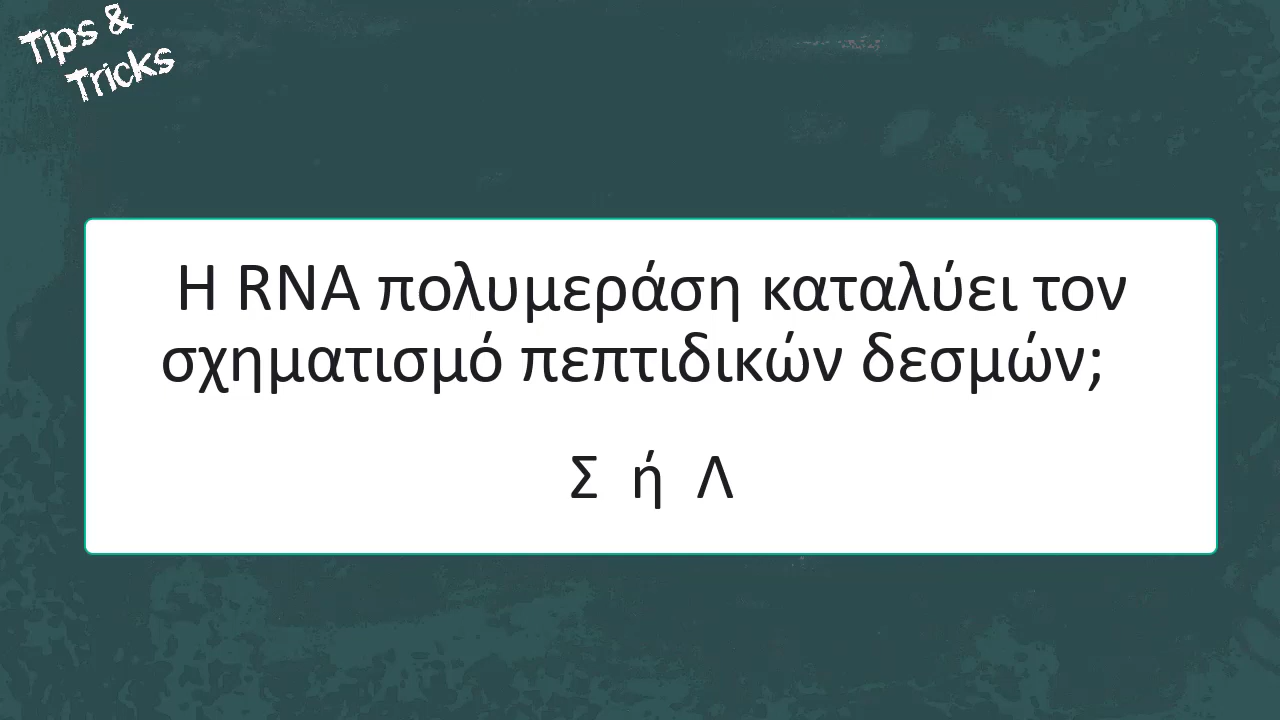 Tips &
Tricks
Η RNA πολυμεράση καταλύει τον
σχηματισμό πεπτιδικών δεσμών;
Σ ή Λ